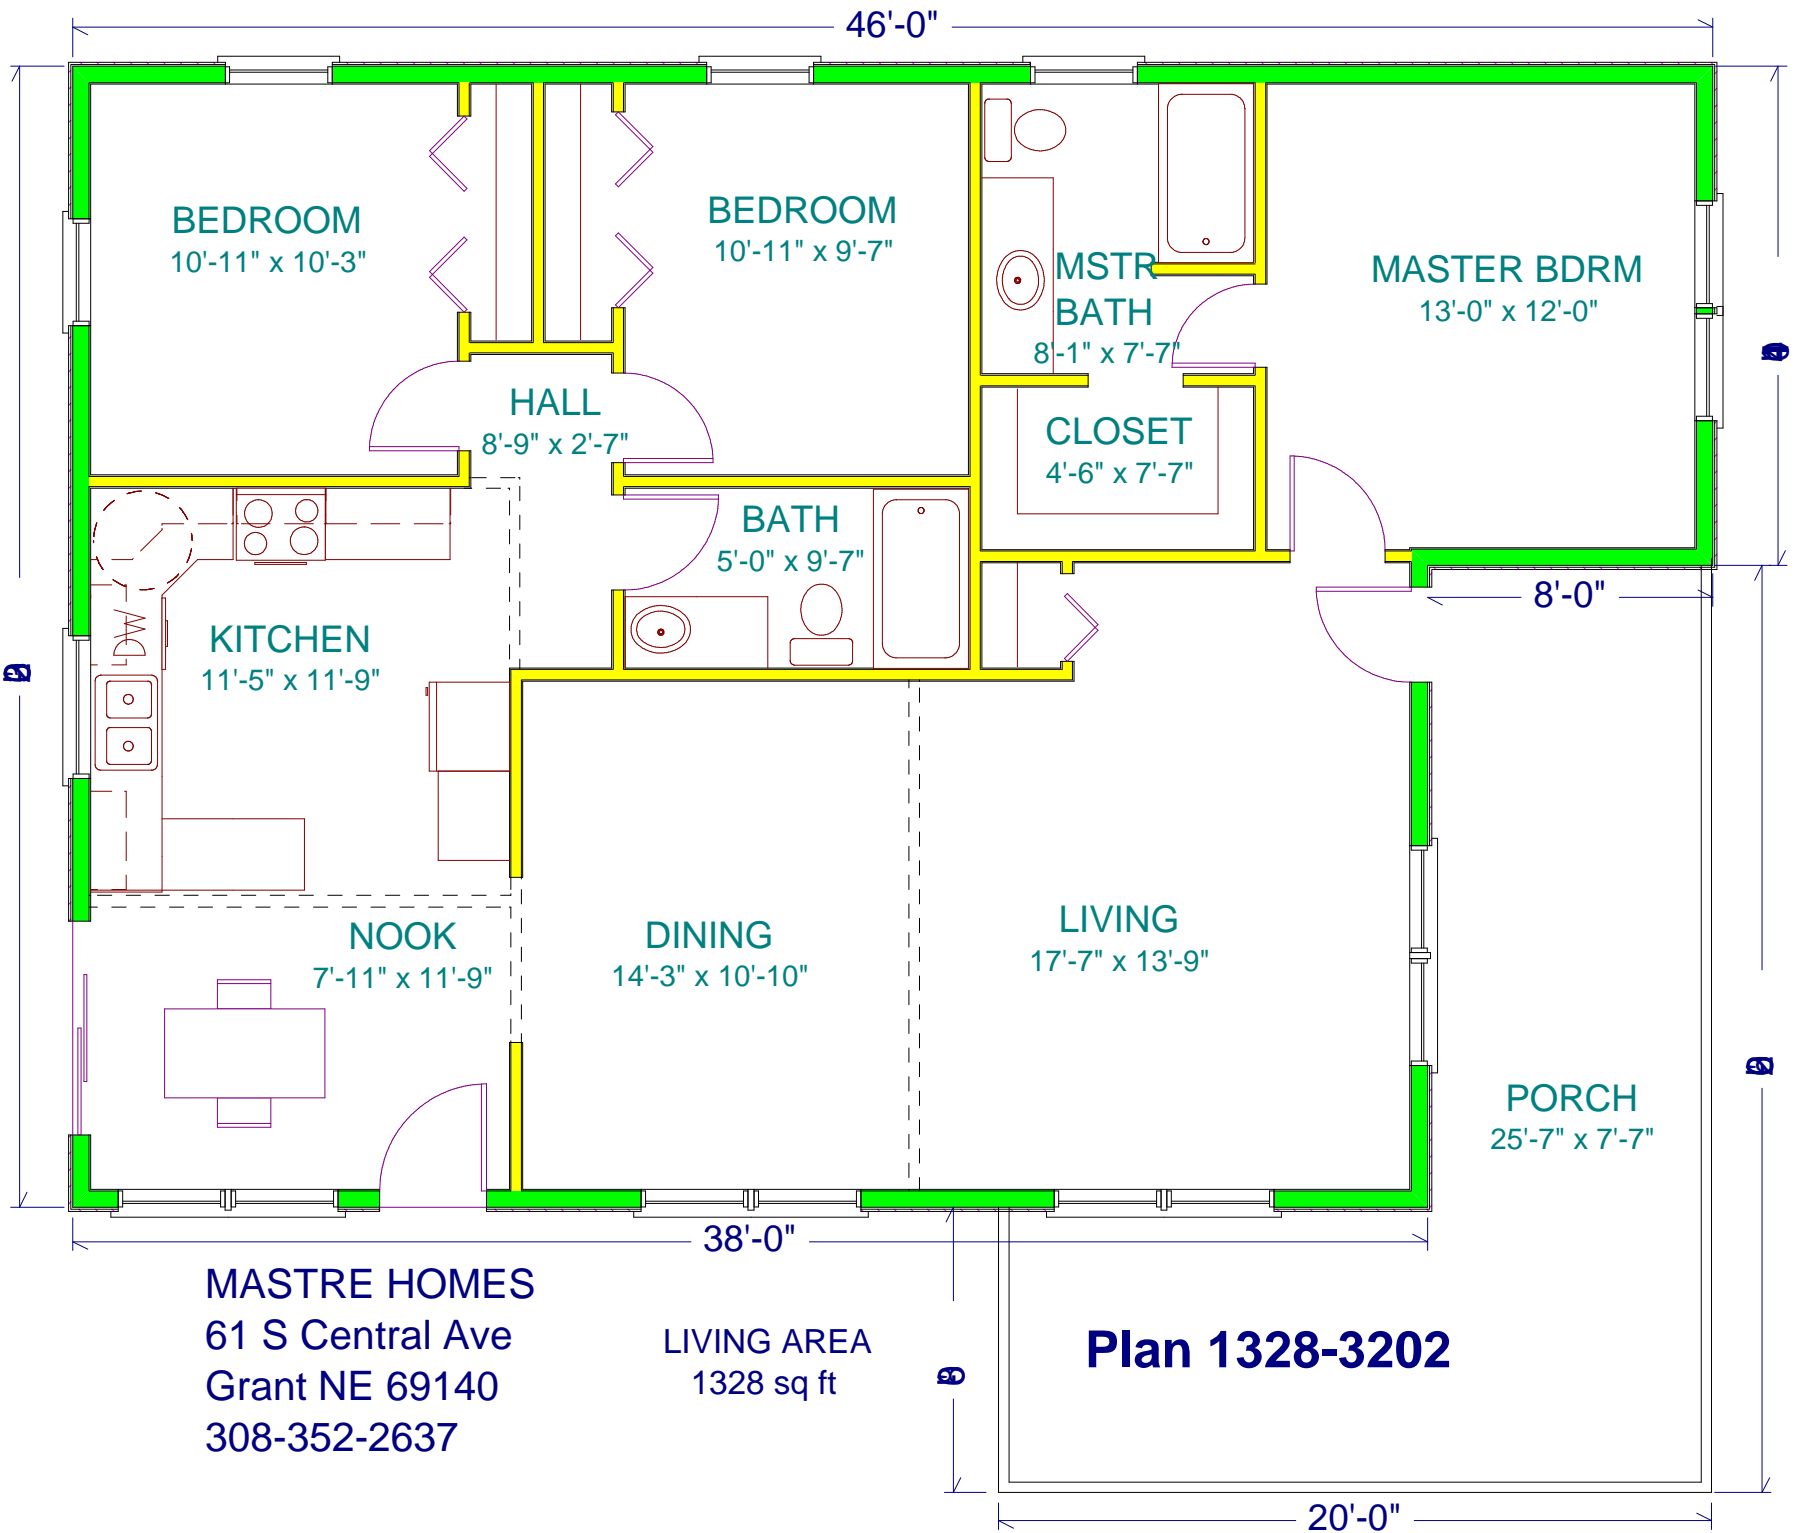 46'-0"
BEDROOM
10'-11" x 10'-3"
BEDROOM
10'-11" x 9'-7"
MSTR
BATH
8'-1" x 7'-7"
MASTER BDRM
13'-0" x 12'-0"
HALL
8'-9" x 2'-7"
CLOSET
4'-6" x 7'-7"
BATH
5'-0" x 9'-7"
8'-0"
KITCHEN
11'-5" x 11'-9"
DW
NOOK
7'-11" x 11'-9"
DINING
14'-3" x 10'-10"
LIVING
17'-7" x 13'-9"
PORCH
25'-7" x 7'-7"
38'-0"
MASTRE HOMES
61 S Central Ave
Grant NE 69140
308-352-2637
LIVING AREA
1328 sq ft
Plan 1328-3202
20'-0"